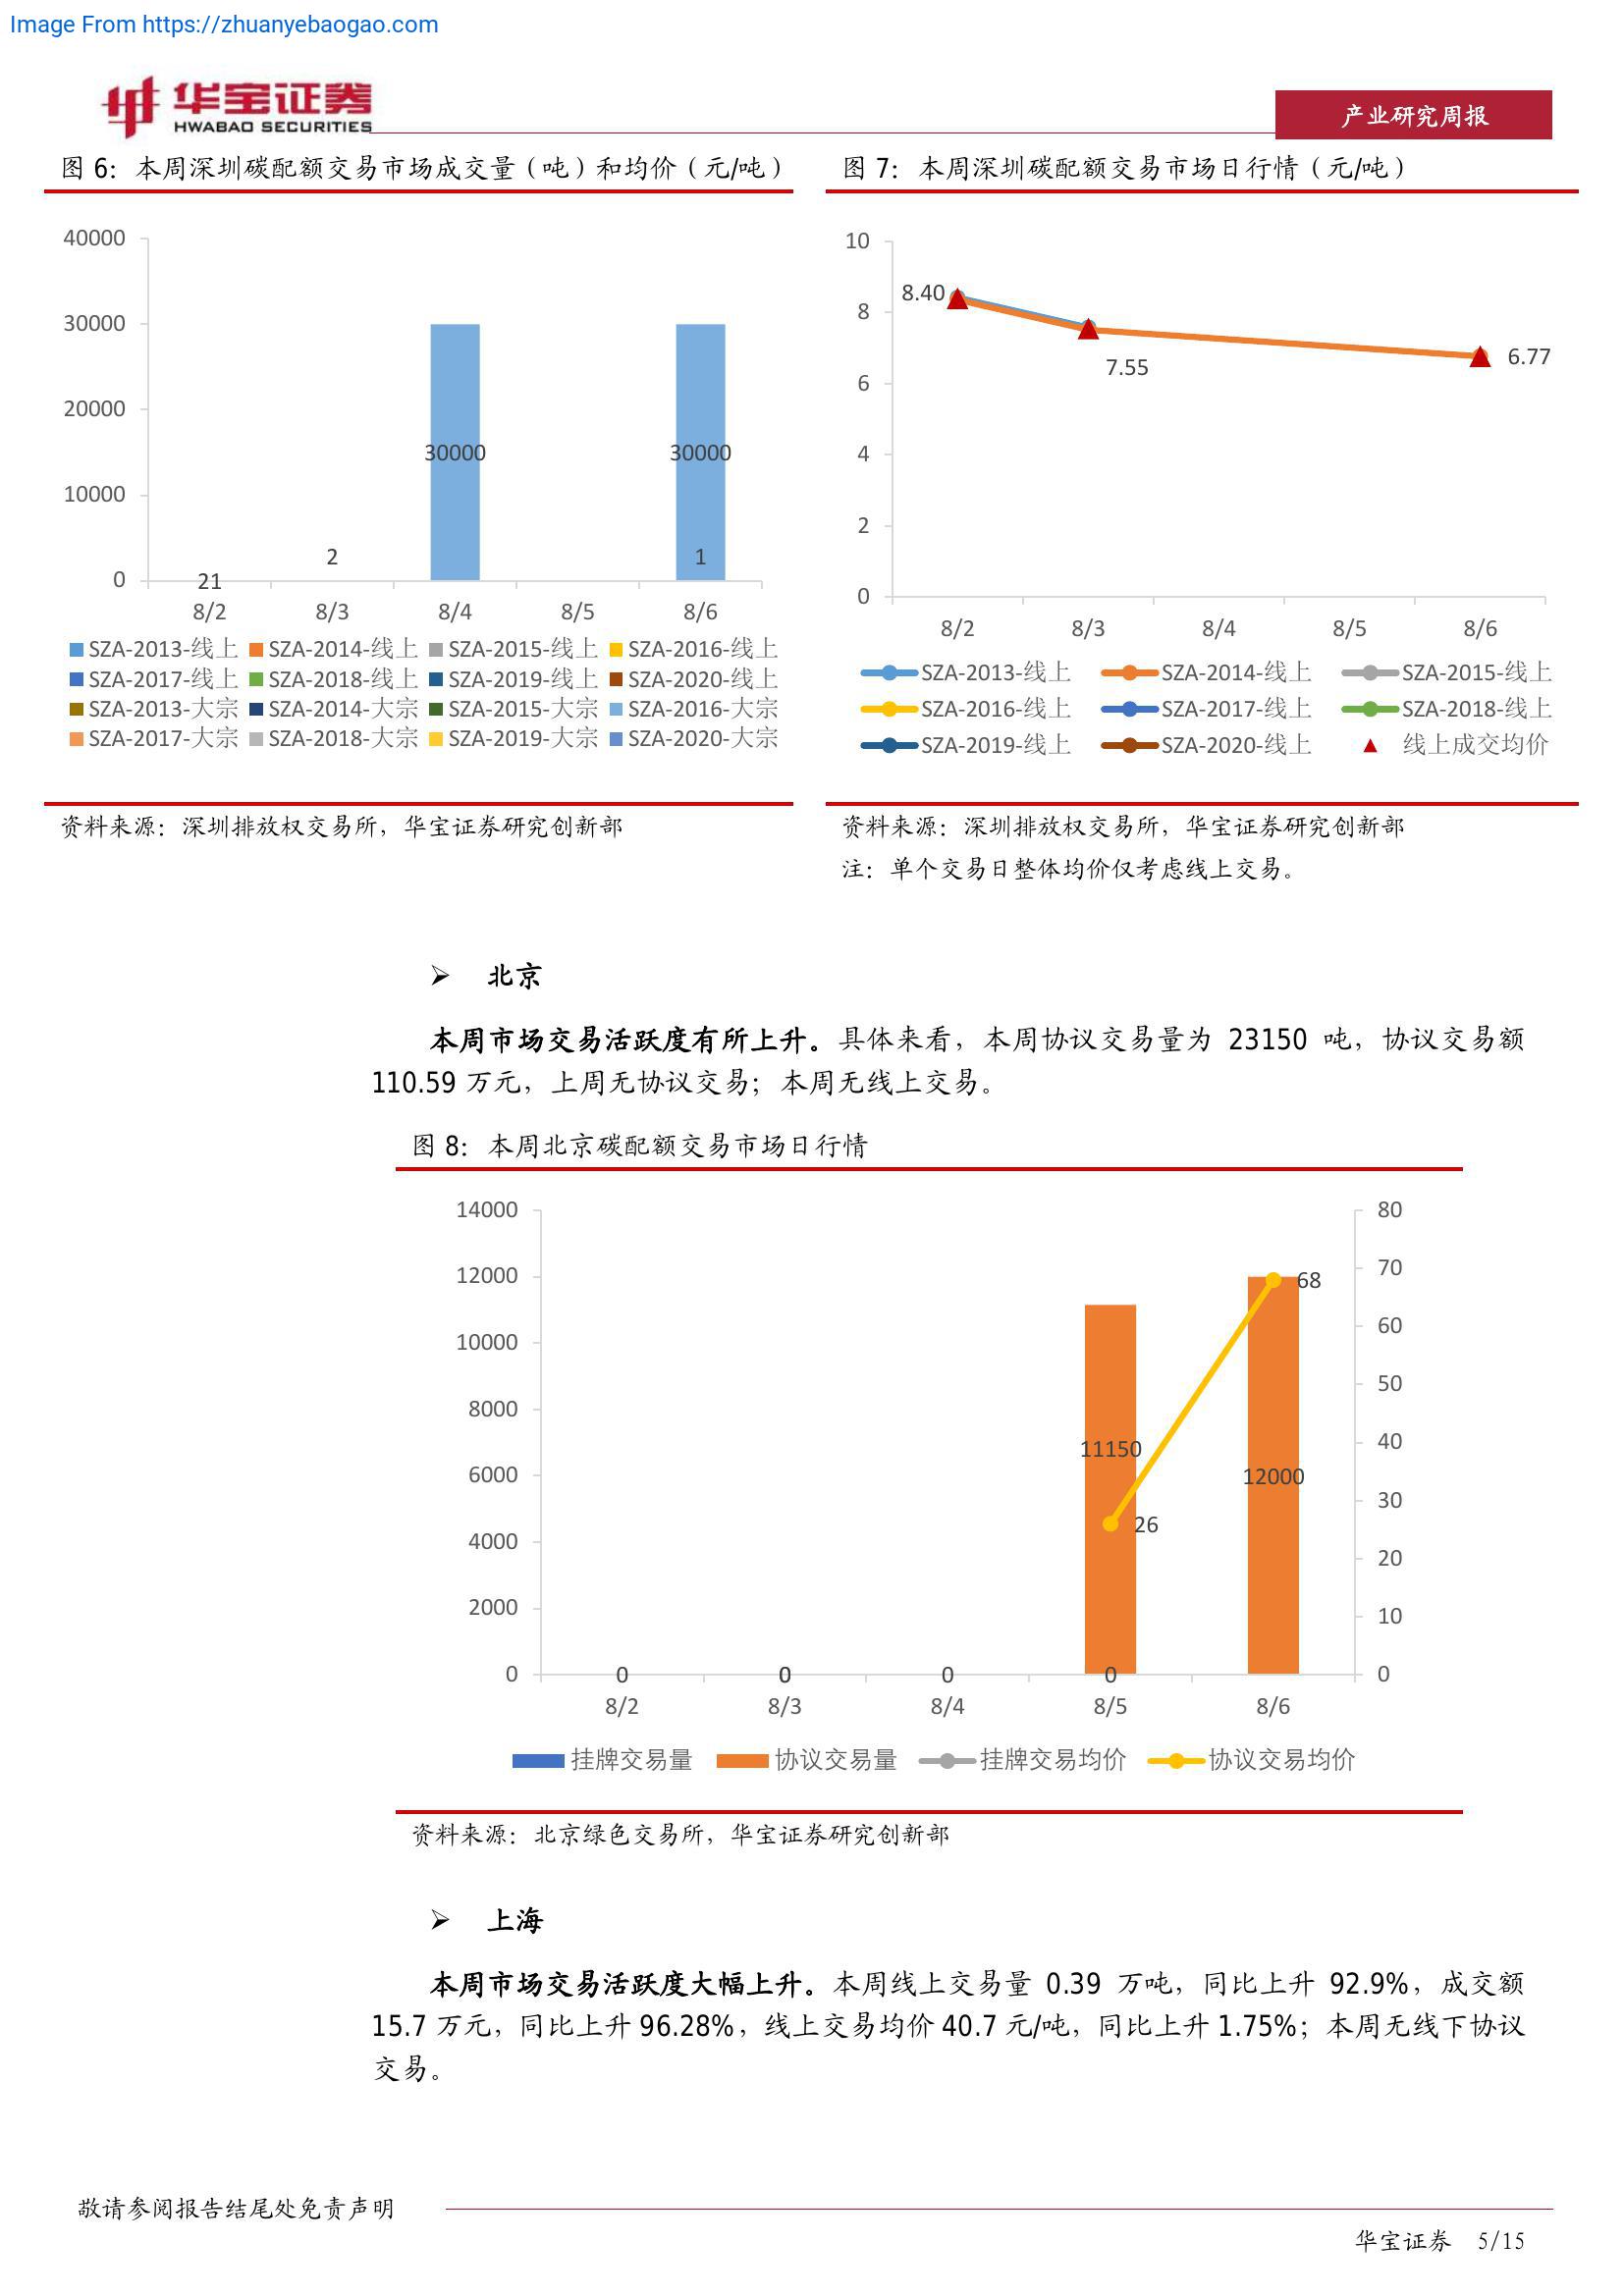 Image From https://zhuanyebaogao.com
华宝证券
HWABAO SECURITIES
产业研究周报
图 6：本周深圳碳配额交易市场成交量（吨）和均价（元/吨）
40000
30000
20000
10000
0
30000
30000
21
2
1
8/2 8/3 8/4 8/5 8/6
SZA-2013-线上 SZA-2014-线上 SZA-2015-线上 SZA-2016-线上
SZA-2017-线上 SZA-2018-线上 SZA-2019-线上 SZA-2020-线上
SZA-2013-大宗 SZA-2014-大宗 SZA-2015-大宗 SZA-2016-大宗
SZA-2017-大宗 SZA-2018-大宗 SZA-2019-大宗 SZA-2020-大宗
资料来源：深圳排放权交易所，华宝证券研究创新部
图 7：本周深圳碳配额交易市场日行情（元/吨）
10
8
6
4
2
0
8.40
7.55
6.77
8/2 8/3 8/4 8/5 8/6
SZA-2013-线上 SZA-2014-线上 SZA-2015-线上
SZA-2016-线上 SZA-2017-线上 SZA-2018-线上
SZA-2019-线上 SZA-2020-线上 线上成交均价
资料来源：深圳排放权交易所，华宝证券研究创新部
注：单个交易日整体均价仅考虑线上交易。
➢ 北京
本周市场交易活跃度有所上升。具体来看，本周协议交易量为 23150 吨，协议交易额
110.59 万元，上周无协议交易；本周无线上交易。
图 8：本周北京碳配额交易市场日行情
14000
12000
10000
8000
6000
4000
2000
0
80
70
60
50
40
30
20
10
0
68
11150
12000
26
0 0 0 0
8/2 8/3 8/4 8/5 8/6
挂牌交易量 协议交易量 挂牌交易均价 协议交易均价
资料来源：北京绿色交易所，华宝证券研究创新部
➢ 上海
本周市场交易活跃度大幅上升。本周线上交易量 0.39 万吨，同比上升 92.9%，成交额
15.7 万元，同比上升 96.28%，线上交易均价 40.7 元/吨，同比上升 1.75%；本周无线下协议
交易。
敬请参阅报告结尾处免责声明
华宝证券 5/15